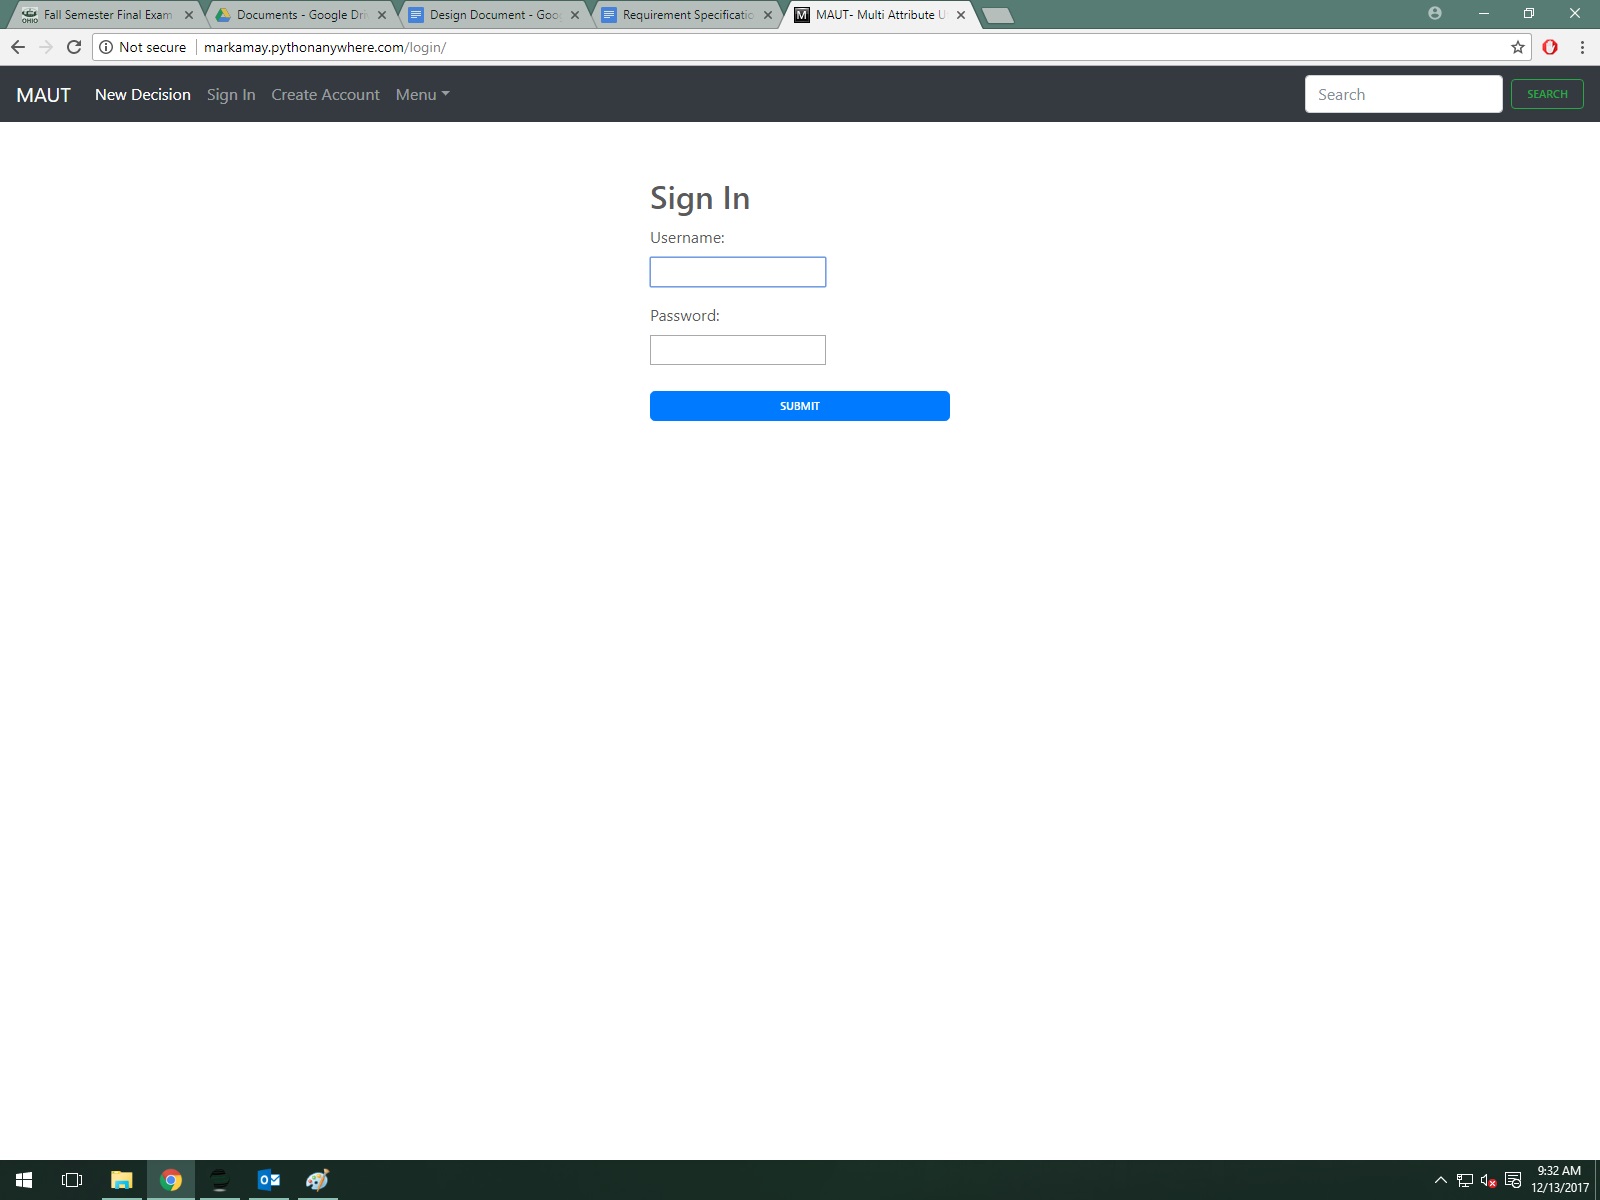 Fall Semester Final Exam
Documents - Google Dri
Design Document - Goo
Requirement Specificatio
MAUT- Multi Attribute U
Not secure
markamay.pythonanywhere.com/login/
MAUT
New Decision
Sign In
Create Account
Menu
Search
SEARCH
Sign In
Username:
Password:
SUBMIT
9:32 AM
12/13/2017